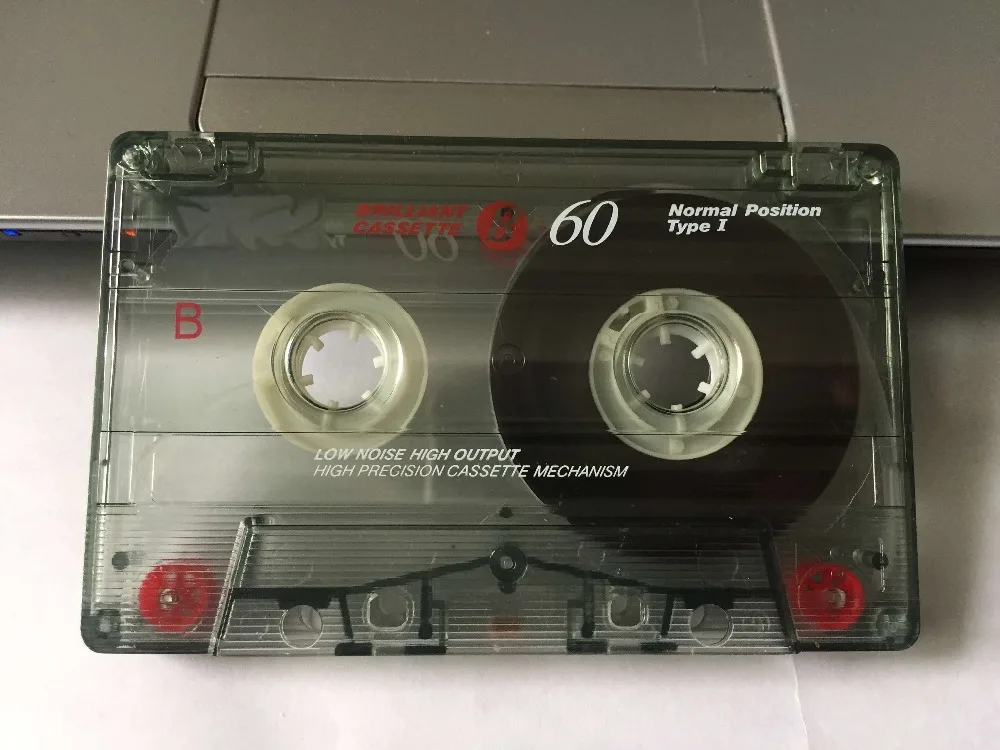 BRILLIANT
CASSETTE
60
Normal Position
Type I
B
LOW NOISE HIGH OUTPUT
HIGH PRECISION CASSETTE MECHANISM